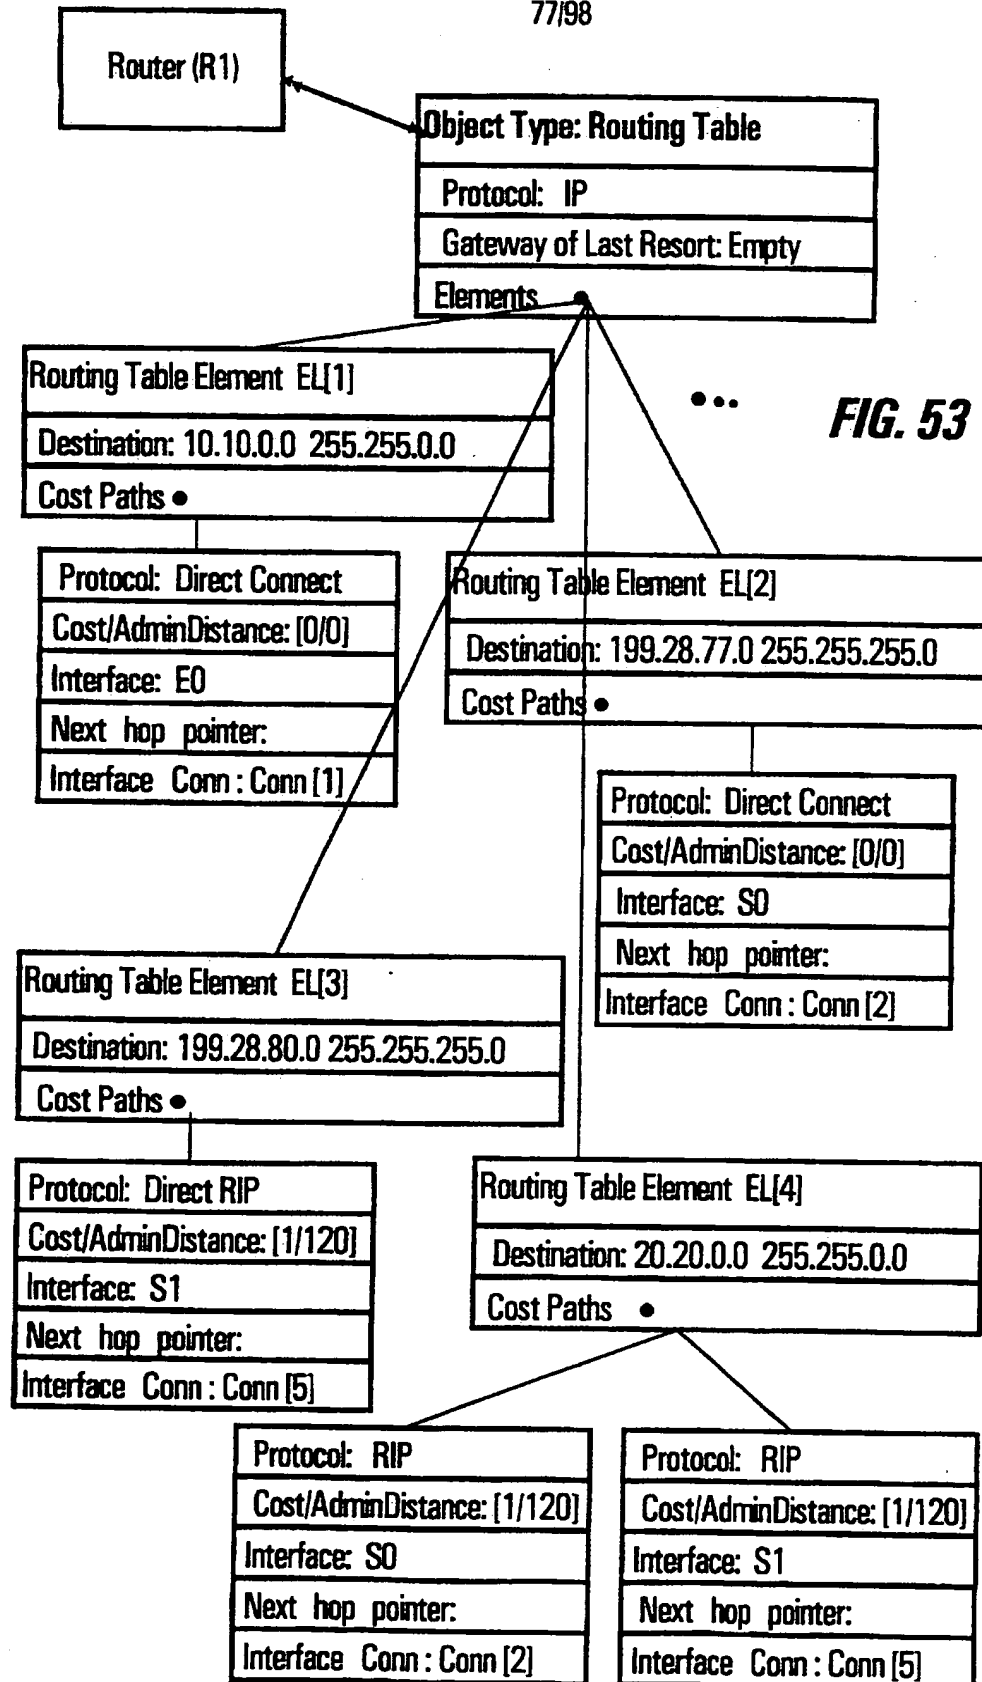 77/98
Router (R1)
Object Type: Routing Table
Protocol: IP
Gateway of Last Resort: Empty
Elements
Routing Table Element EL[1]
Destination: 10.10.0.0 255.255.0.0
Cost Paths
FIG. 53
Protocol: Direct Connect
Cost/AdminDistance: [0/0]
Interface: E0
Next hop pointer:
Interface Conn : Conn [1]
Routing Table Element EL[2]
Destination: 199.28.77.0 255.255.255.0
Cost Paths
Protocol: Direct Connect
Cost/AdminDistance: [0/0]
Interface: S0
Next hop pointer:
Interface Conn : Conn [2]
Routing Table Element EL[3]
Destination: 199.28.80.0 255.255.255.0
Cost Paths
Protocol: Direct RIP
Cost/AdminDistance: [1/120]
Interface: S1
Next hop pointer:
Interface Conn : Conn [5]
Routing Table Element EL[4]
Destination: 20.20.0.0 255.255.0.0
Cost Paths
Protocol: RIP
Cost/AdminDistance: [1/120]
Interface: S0
Next hop pointer:
Interface Conn : Conn [2]
Protocol: RIP
Cost/AdminDistance: [1/120]
Interface: S1
Next hop pointer:
Interface Conn : Conn [5]